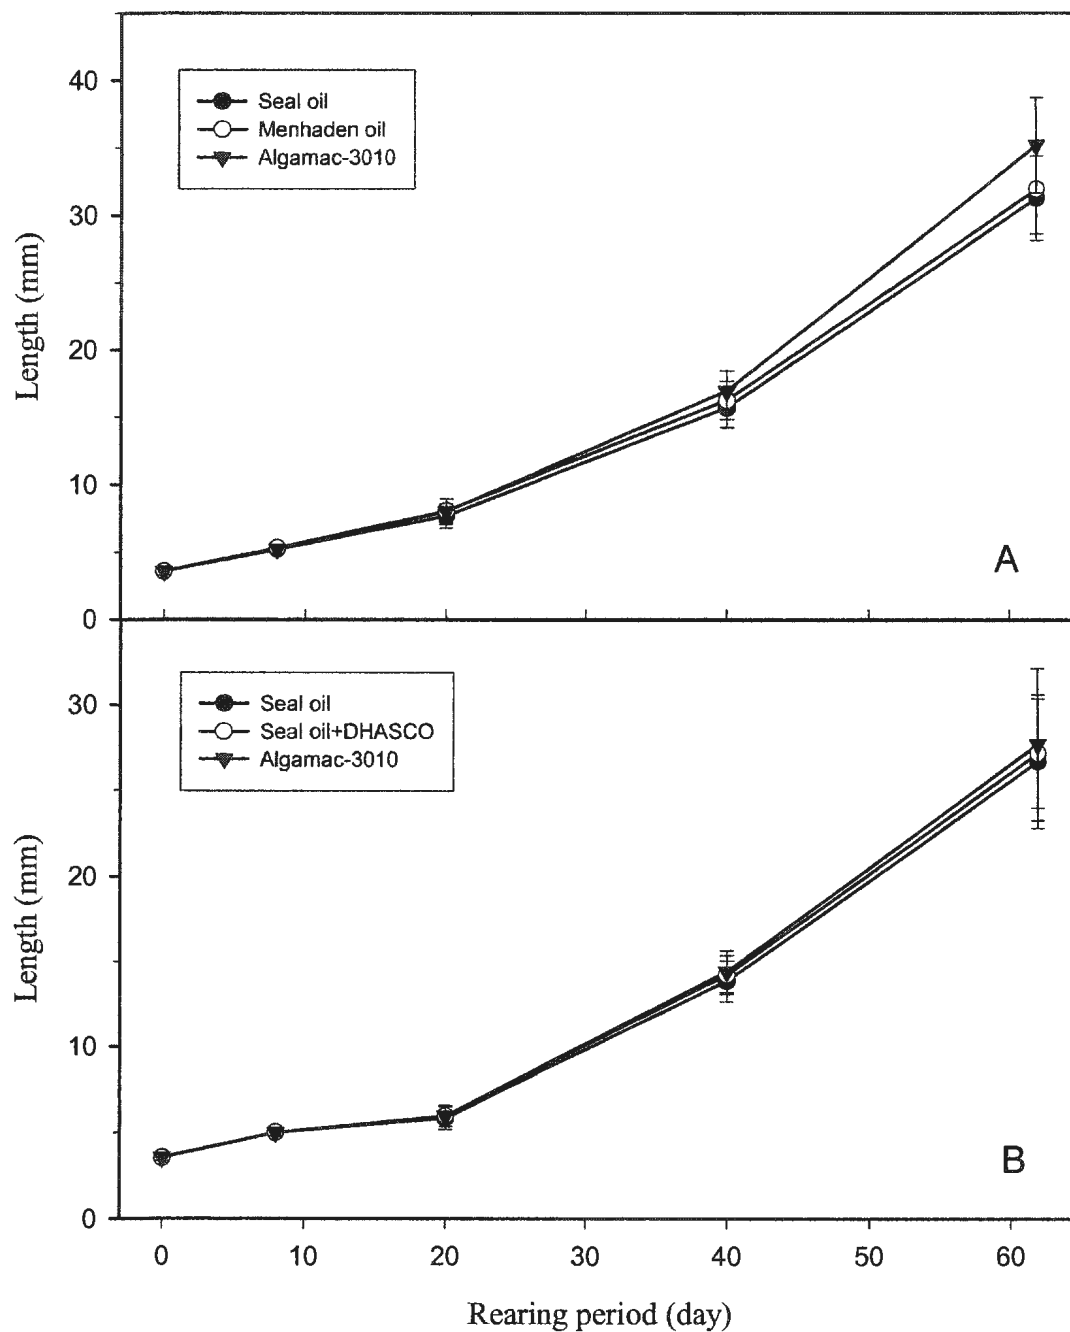 40
30
20
10
0
Length (mm)
Seal oil
Menhaden oil
Algamac-3010
A
30
20
10
0
Length (mm)
Seal oil
Seal oil+DHASCO
Algamac-3010
B
0 10 20 30 40 50 60
Rearing period (day)